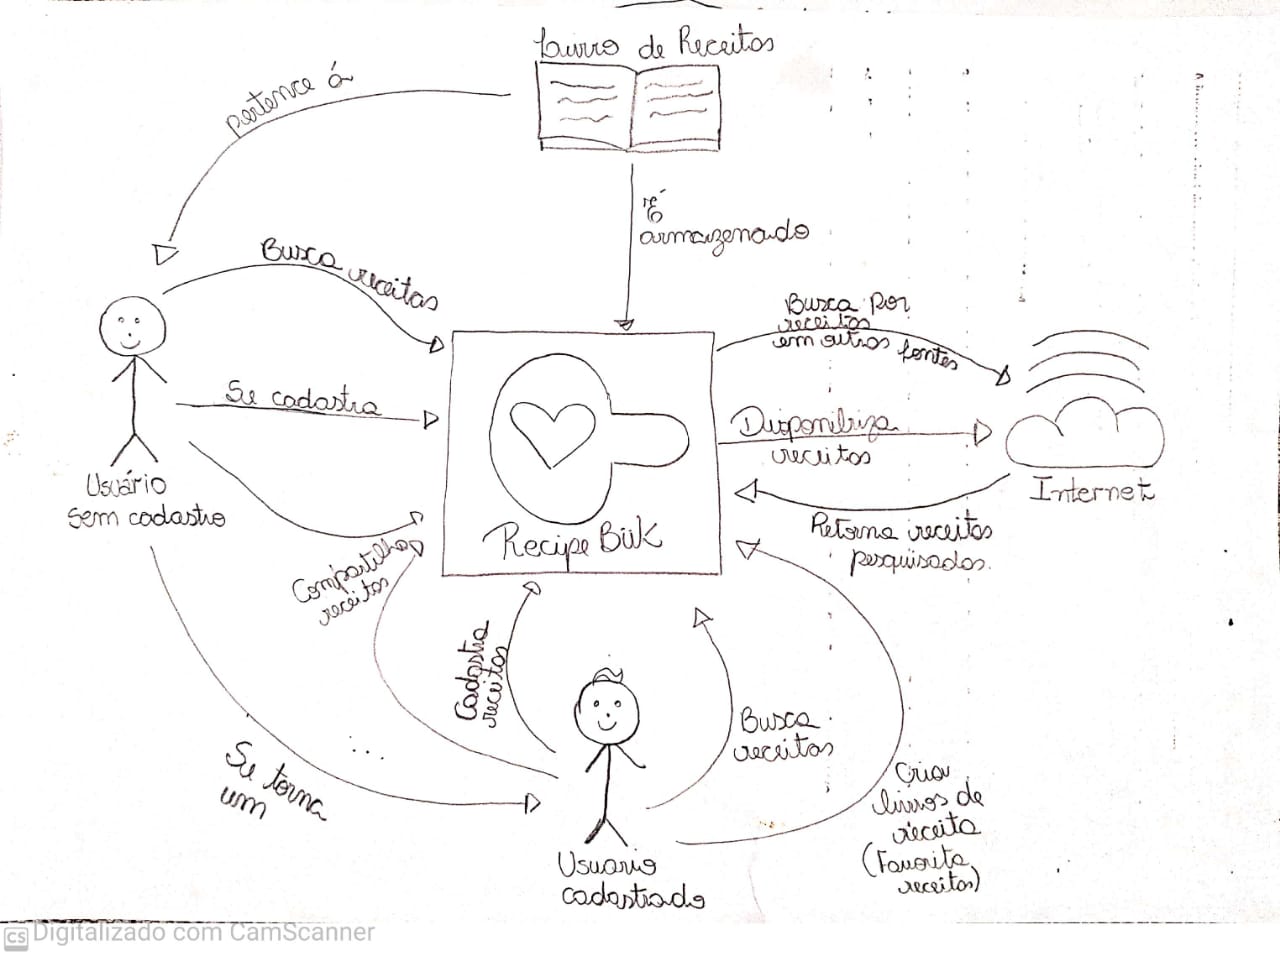 Livro de Receitas
pertence á
É
armazenado
Busca receitas
Busca por
receitas
em outras fontes
Se cadastra
Disponibiliza
receitas
Usuário
sem cadastro
Internet
Recipe Büik
Retorna receitas
pesquisadas.
Compartilha
receitas
Cadastra
receitas
Busca
receitas
Se torna
um
Criar
livros de
receita
(Favorita
receitas)
Usuario
cadastrado
CS Digitalizado com CamScanner